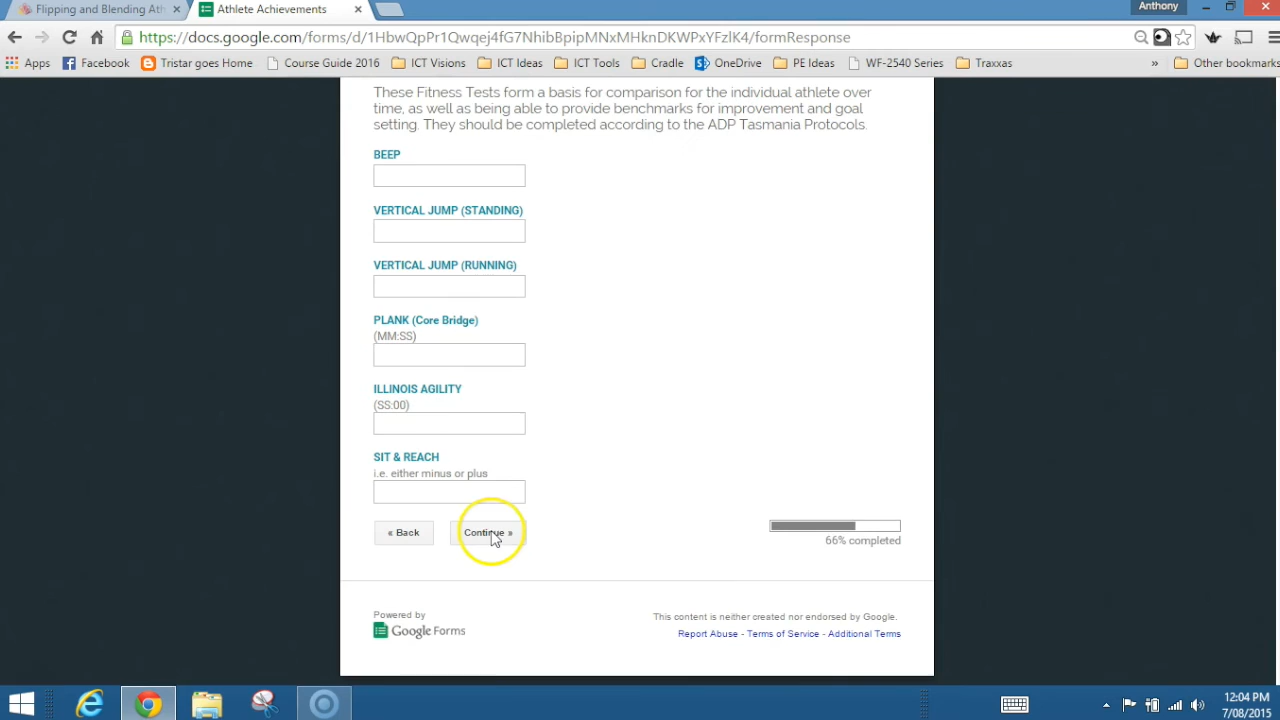 Flipping and Blending Ath
Athlete Achievements
Anthony
https://docs.google.com/forms/d/1HbwQpPr1Qwqej4fG7NhibBpipMNxMHknDKWPxYFzlK4/formResponse
Apps
Facebook
Tristar goes Home
Course Guide 2016
ICT Visions
ICT Ideas
ICT Tools
Cradle
OneDrive
PE Ideas
WF-2540 Series
Traxxas
»
Other bookmarks
These Fitness Tests form a basis for comparison for the individual athlete over
time, as well as being able to provide benchmarks for improvement and goal
setting. They should be completed according to the ADP Tasmania Protocols.
BEEP
VERTICAL JUMP (STANDING)
VERTICAL JUMP (RUNNING)
PLANK (Core Bridge)
(MM:SS)
ILLINOIS AGILITY
(SS:00)
SIT & REACH
i.e. either minus or plus
« Back
Continue »
66% completed
Powered by
Google Forms
This content is neither created nor endorsed by Google.
Report Abuse - Terms of Service - Additional Terms
12:04 PM
7/08/2015